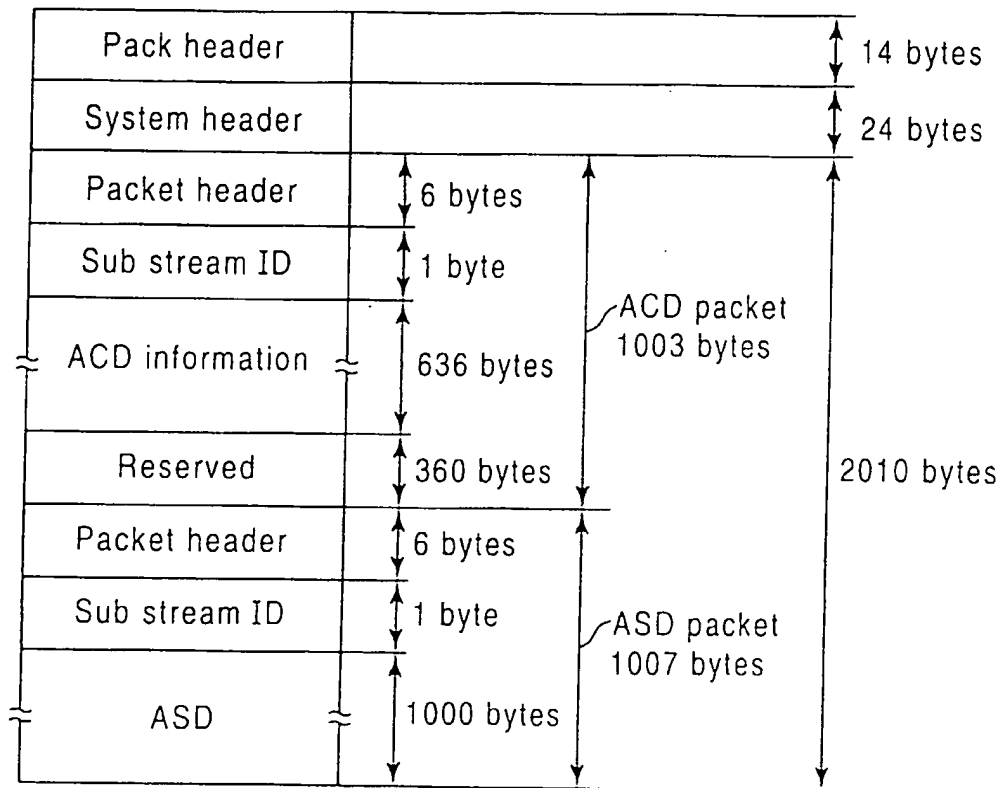 Pack header
14 bytes
System header
24 bytes
Packet header
6 bytes
Sub stream ID
1 byte
ACD information
636 bytes
ACD packet
1003 bytes
Reserved
360 bytes
2010 bytes
Packet header
6 bytes
Sub stream ID
1 byte
ASD packet
1007 bytes
ASD
1000 bytes